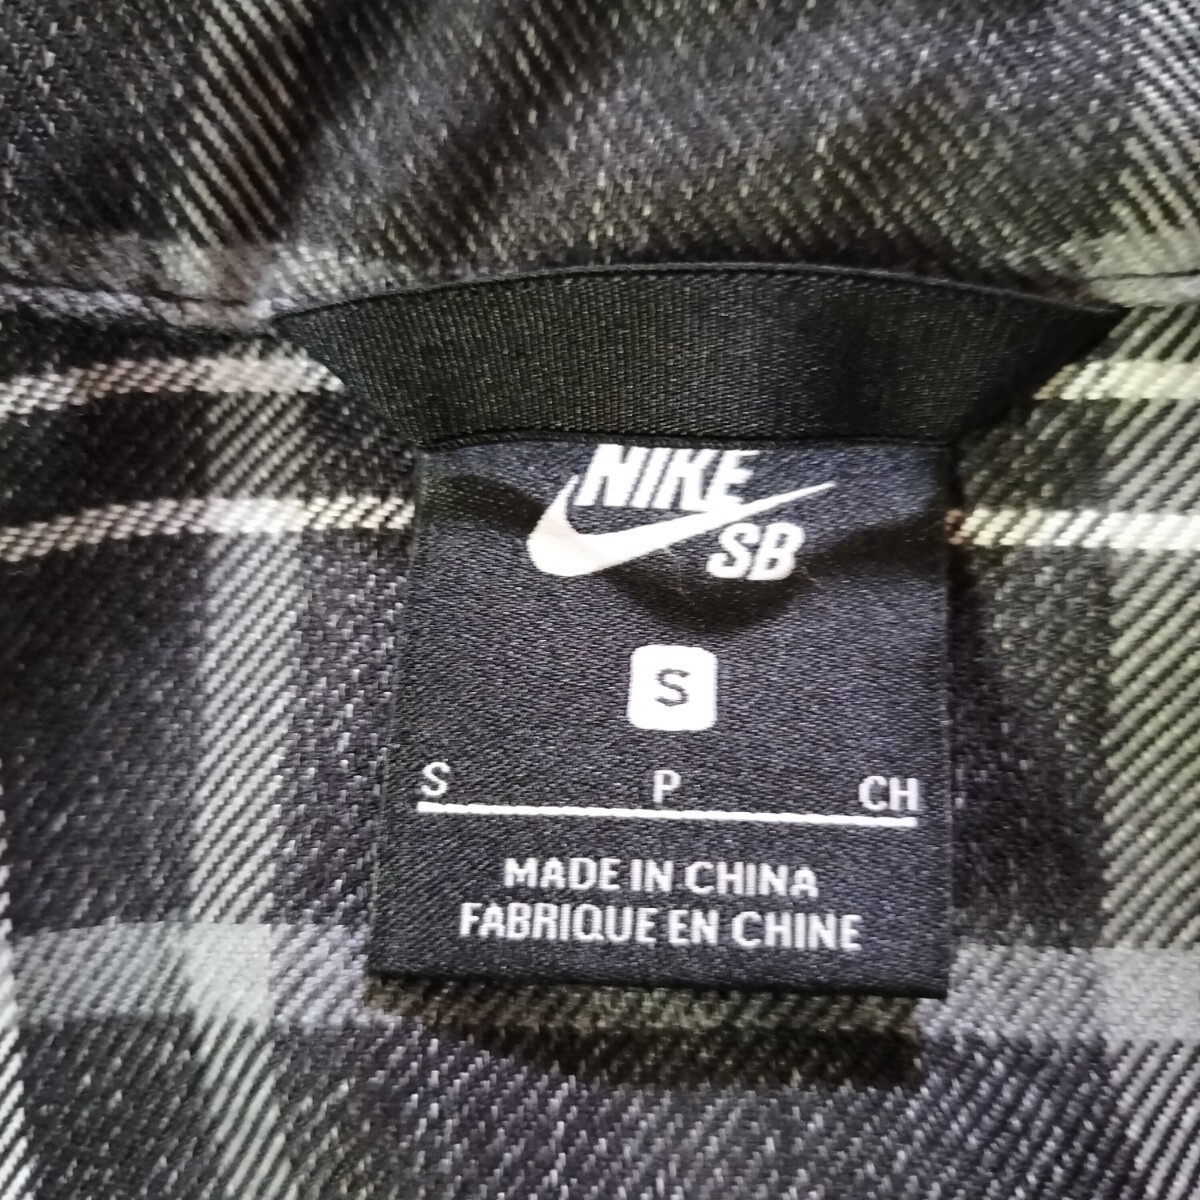 NIKE
SB
S
S P CH
MADE IN CHINA
FABRIQUE EN CHINE